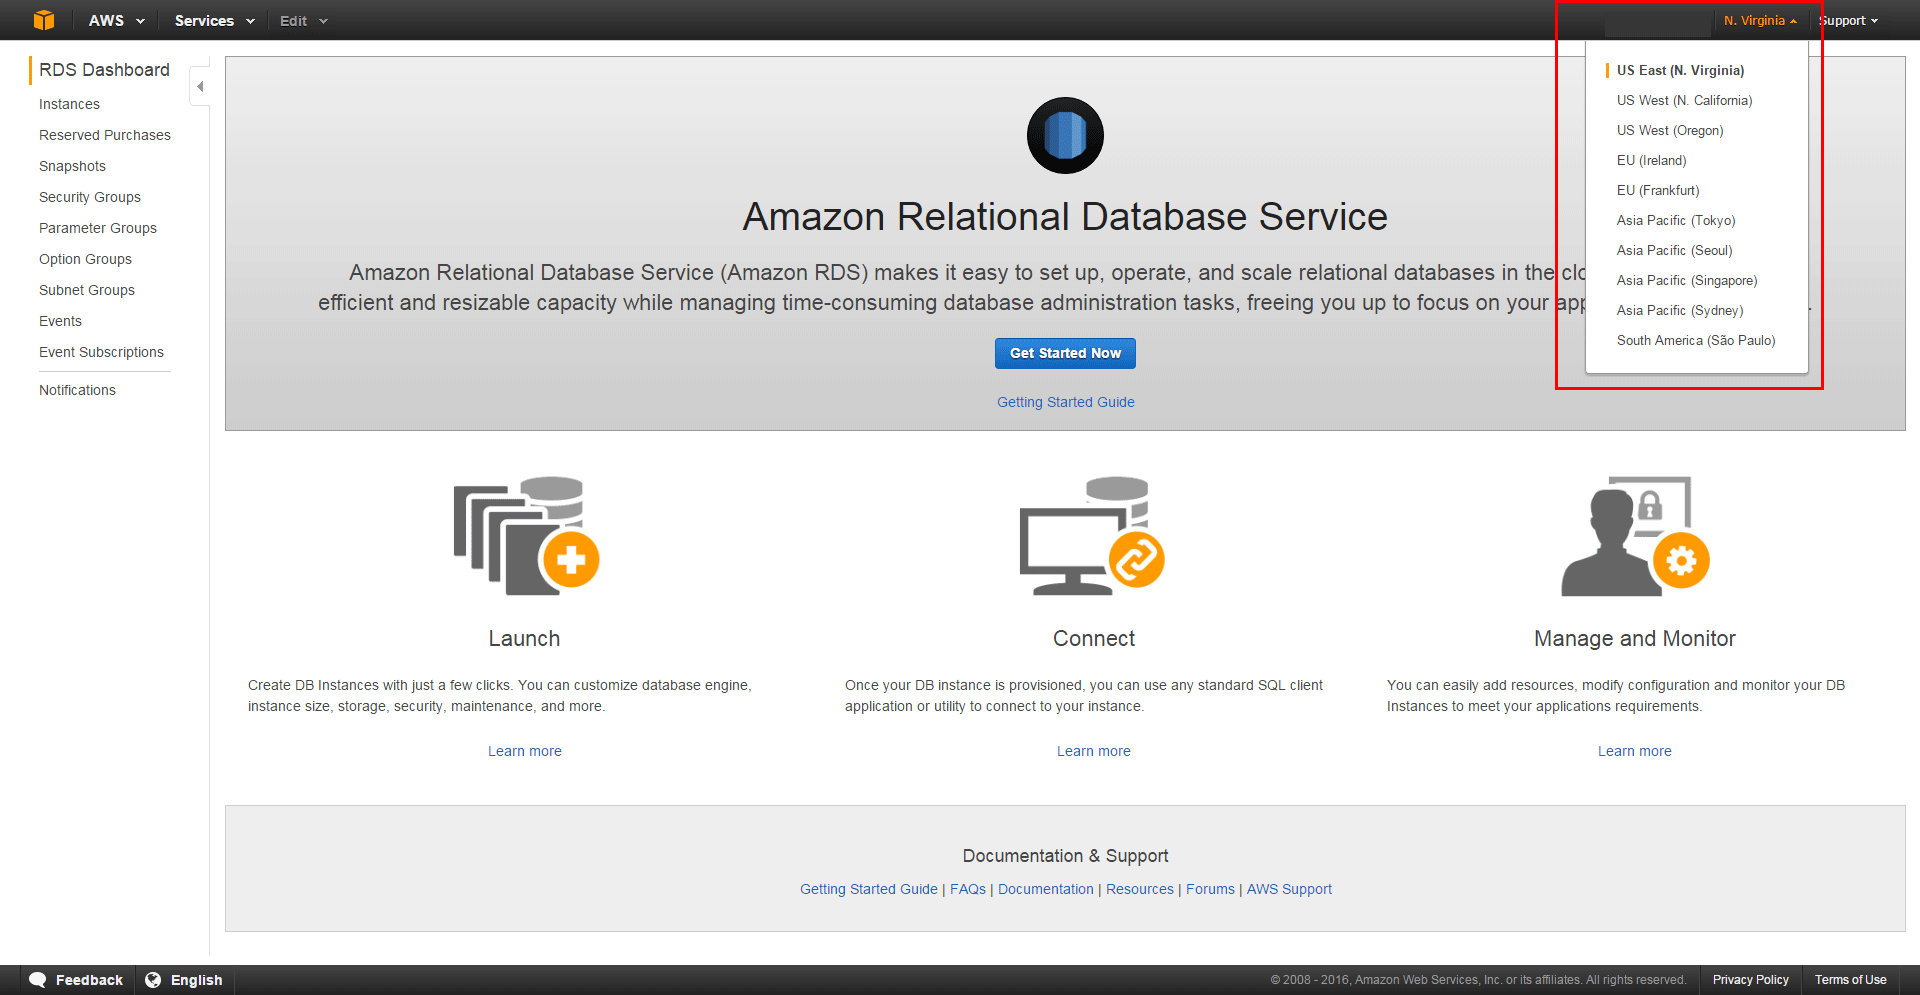 AWS Services Edit N. Virginia Support
RDS Dashboard
Instances
Reserved Purchases
Snapshots
Security Groups
Parameter Groups
Option Groups
Subnet Groups
Events
Event Subscriptions
Notifications
US East (N. Virginia)
US West (N. California)
US West (Oregon)
EU (Ireland)
EU (Frankfurt)
Asia Pacific (Tokyo)
Asia Pacific (Seoul)
Asia Pacific (Singapore)
Asia Pacific (Sydney)
South America (São Paulo)
Amazon Relational Database Service
Amazon Relational Database Service (Amazon RDS) makes it easy to set up, operate, and scale relational databases in the clo
efficient and resizable capacity while managing time-consuming database administration tasks, freeing you up to focus on your app
Get Started Now
Getting Started Guide
Launch
Create DB Instances with just a few clicks. You can customize database engine,
instance size, storage, security, maintenance, and more.
Learn more
Connect
Once your DB instance is provisioned, you can use any standard SQL client
application or utility to connect to your instance.
Learn more
Manage and Monitor
You can easily add resources, modify configuration and monitor your DB
Instances to meet your applications requirements.
Learn more
Documentation & Support
Getting Started Guide | FAQs | Documentation | Resources | Forums | AWS Support
Feedback English © 2008 - 2016, Amazon Web Services, Inc. or its affiliates. All rights reserved. Privacy Policy Terms of Use